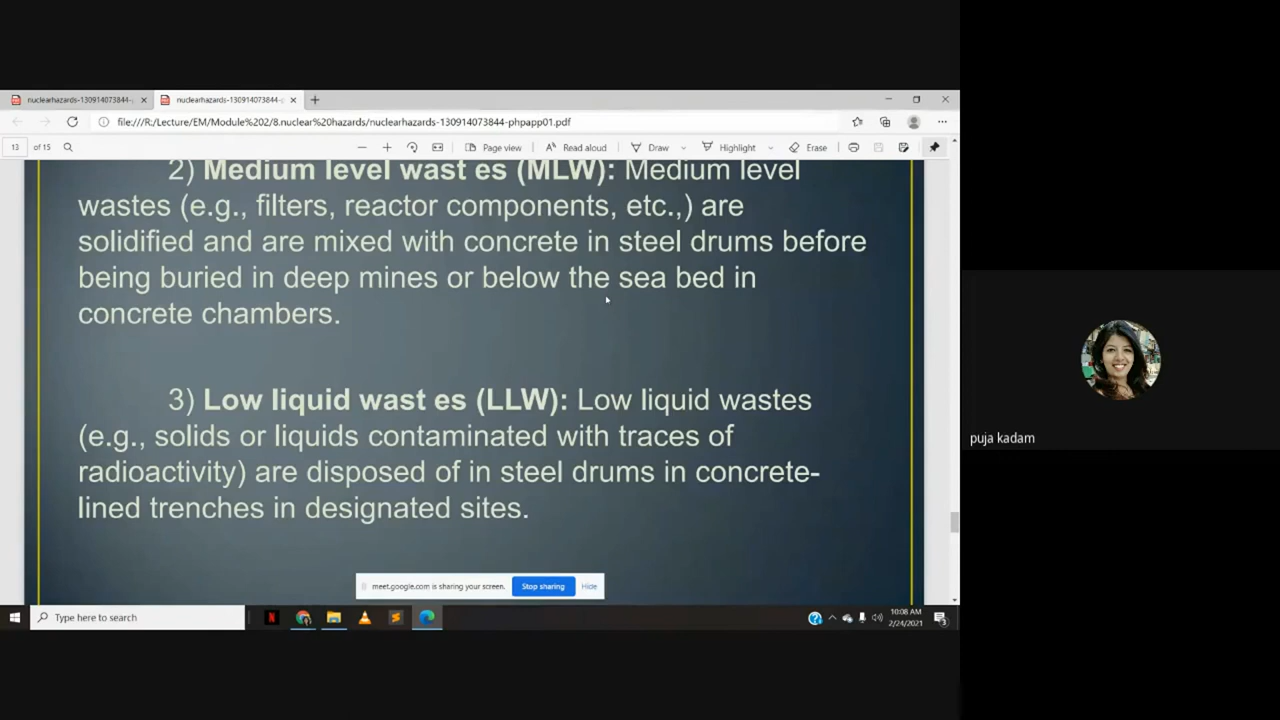 nuclearhazards-130914073844-
nuclearhazards-130914073844-p
file:///R:/Lecture/EM/Module%202/8.nuclear%20hazards/nuclearhazards-130914073844-phpapp01.pdf
13 of 15 Page view Read aloud Draw Highlight Erase
2) Medium level wast es (MLW): Medium level
wastes (e.g., filters, reactor components, etc.,) are
solidified and are mixed with concrete in steel drums before
being buried in deep mines or below the sea bed in
concrete chambers.
3) Low liquid wast es (LLW): Low liquid wastes
(e.g., solids or liquids contaminated with traces of
radioactivity) are disposed of in steel drums in concrete-
lined trenches in designated sites.
meet.google.com is sharing your screen. Stop sharing Hide
Type here to search
10:08 AM
2/24/2021
puja kadam